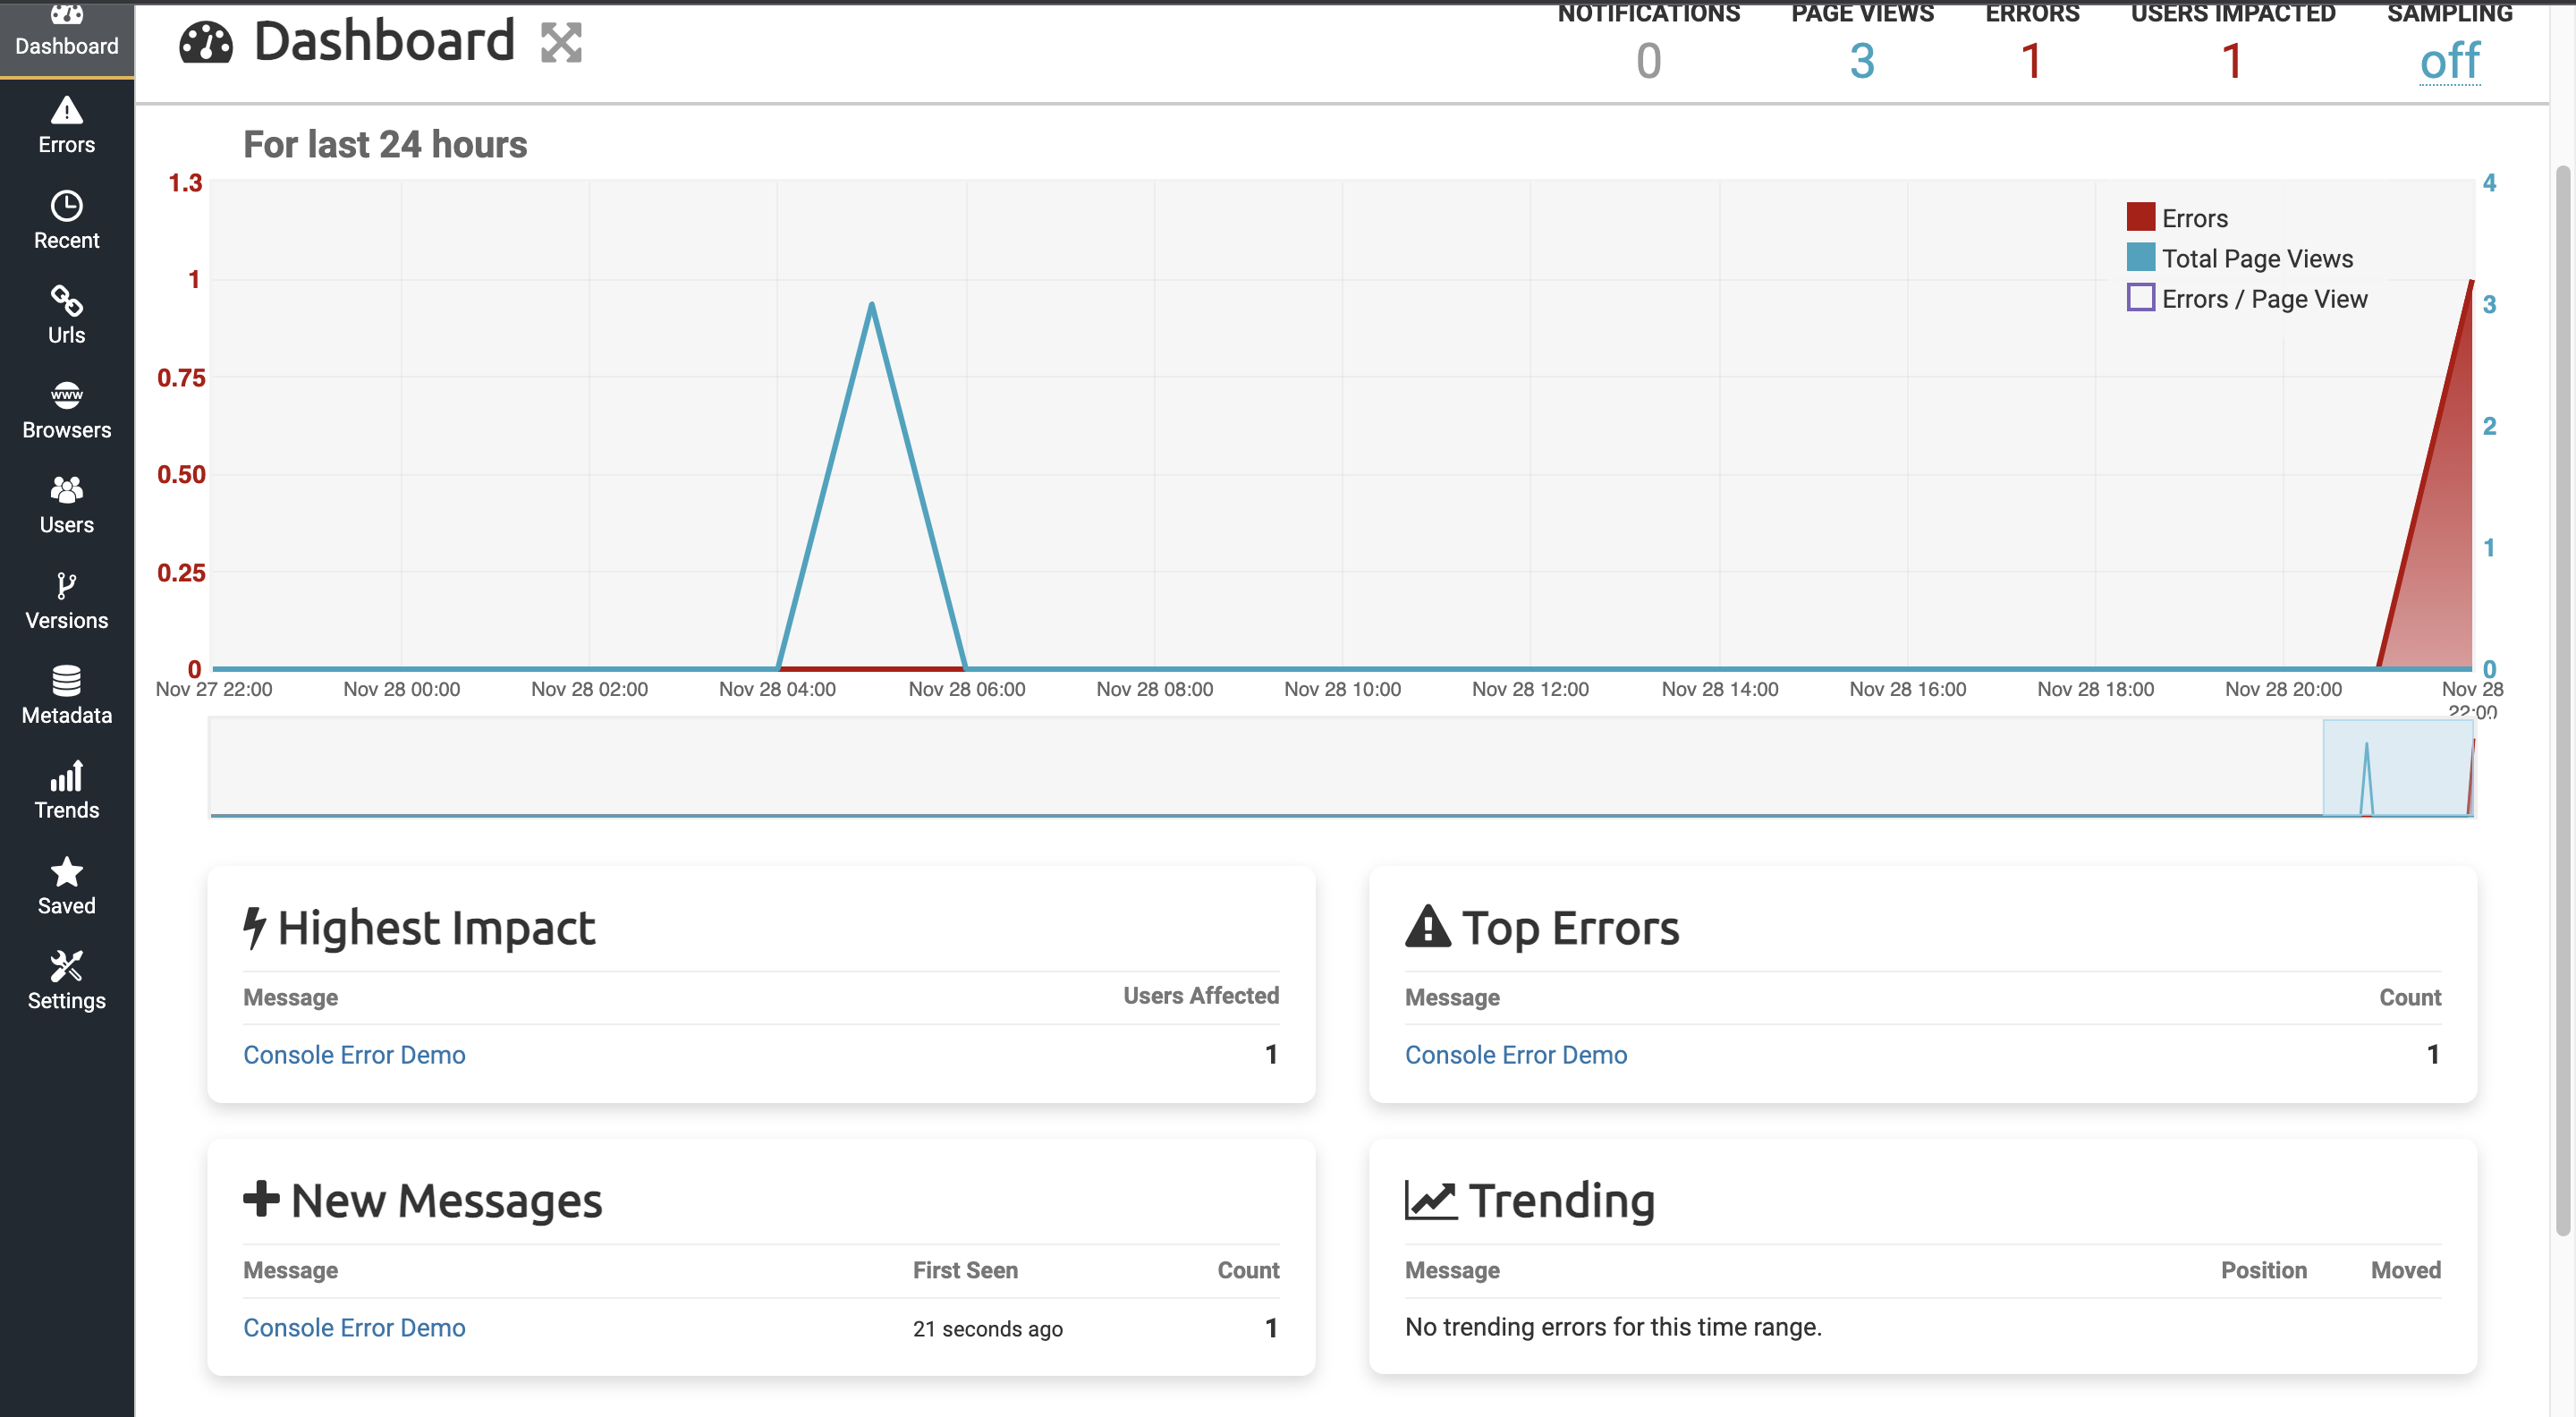 Dashboard
Errors
Recent
Urls
www
Browsers
Users
Versions
Metadata
Trends
Saved
Settings
Dashboard
NOTIFICATIONS PAGE VIEWS ERRORS USERS IMPACTED SAMPLING
0 3 1 1 off
For last 24 hours
1.3
1
0.75
0.50
0.25
0
4
3
2
1
0
Errors
Total Page Views
Errors / Page View
Nov 27 22:00 Nov 28 00:00 Nov 28 02:00 Nov 28 04:00 Nov 28 06:00 Nov 28 08:00 Nov 28 10:00 Nov 28 12:00 Nov 28 14:00 Nov 28 16:00 Nov 28 18:00 Nov 28 20:00 Nov 28
22:00
Highest Impact
Message Users Affected
Console Error Demo 1
Top Errors
Message Count
Console Error Demo 1
New Messages
Message First Seen Count
Console Error Demo 21 seconds ago 1
Trending
Message Position Moved
No trending errors for this time range.